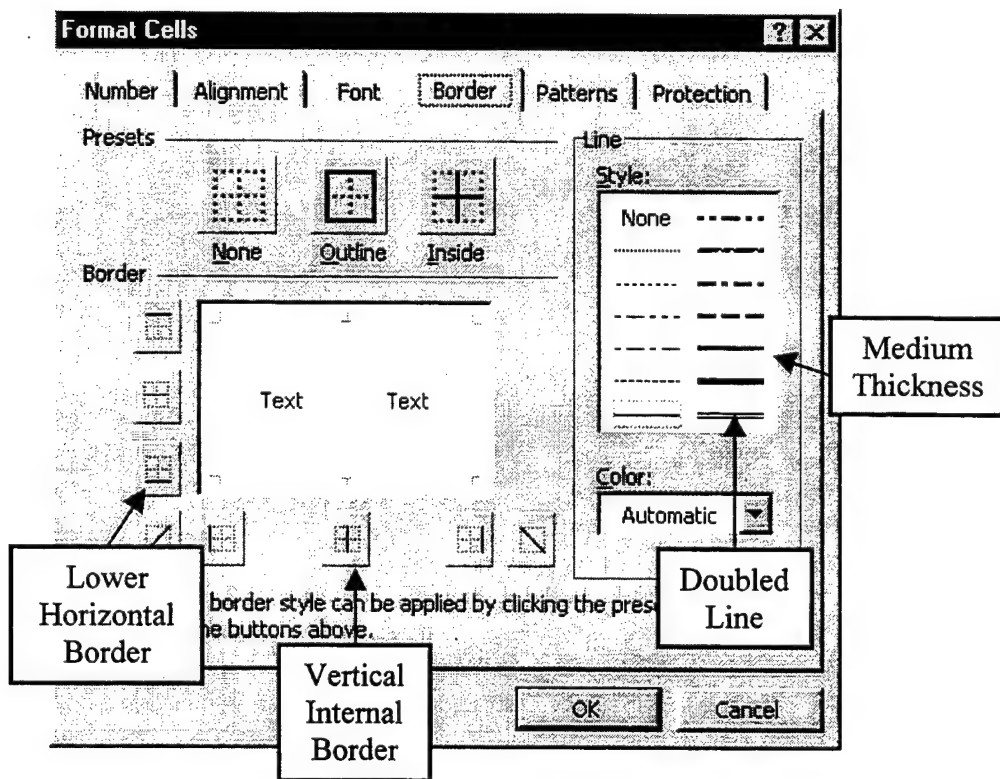 Format Cells
Number Alignment Font Border Patterns Protection
Presets
None Outline Inside
Border
Text Text
Line
Style:
None
Color:
Automatic
border style can be applied by clicking the prese
ne buttons above.
OK Cancel
Medium
Thickness
Doubled
Line
Lower
Horizontal
Border
Vertical
Internal
Border